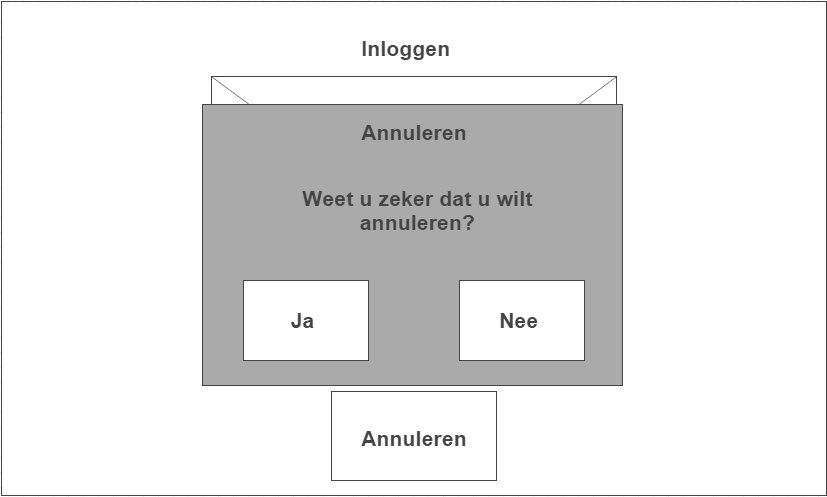 Inloggen
Annuleren
Weet u zeker dat u wilt
annuleren?
Ja
Nee
Annuleren